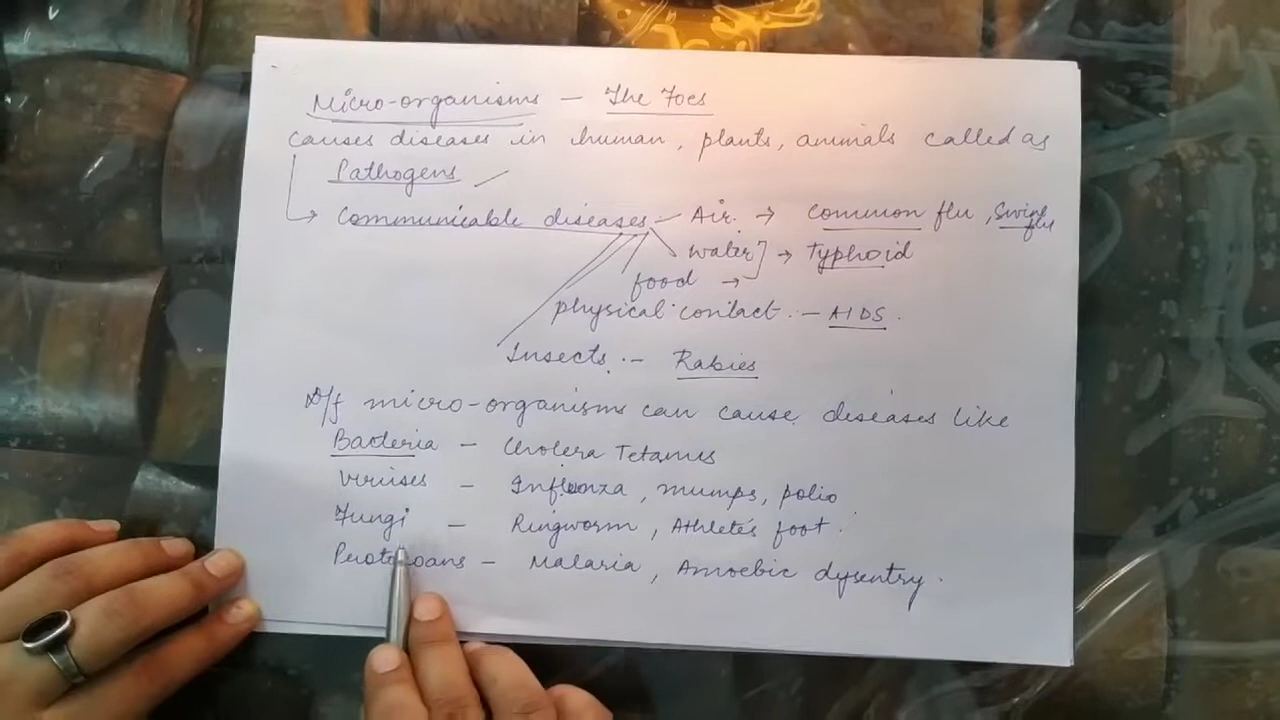 Micro-organisms - The Foes
causes diseases in human, plants, animals called as
Pathogens
→ Communicable diseases - Air. → Common flu, Swine flu
water] → Typhoid
food →
physical contact. - AIDS.
Insects. - Rabies
D/f micro-organisms can cause diseases like
Bacteria - Cholera Tetanus
Viruises - Influenza, mumps, polio
Fungi - Ringworm, Athlete's foot.
Protozoans - Malaria, Amoebic dysentry.